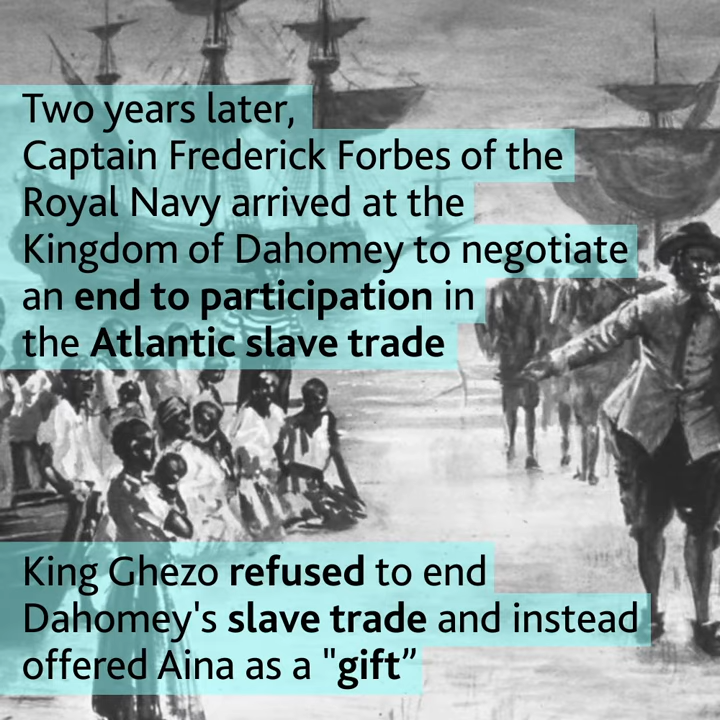 Two years later,
Captain Frederick Forbes of the
Royal Navy arrived at the
Kingdom of Dahomey to negotiate
an end to participation in
the Atlantic slave trade
King Ghezo refused to end
Dahomey's slave trade and instead
offered Aina as a "gift”